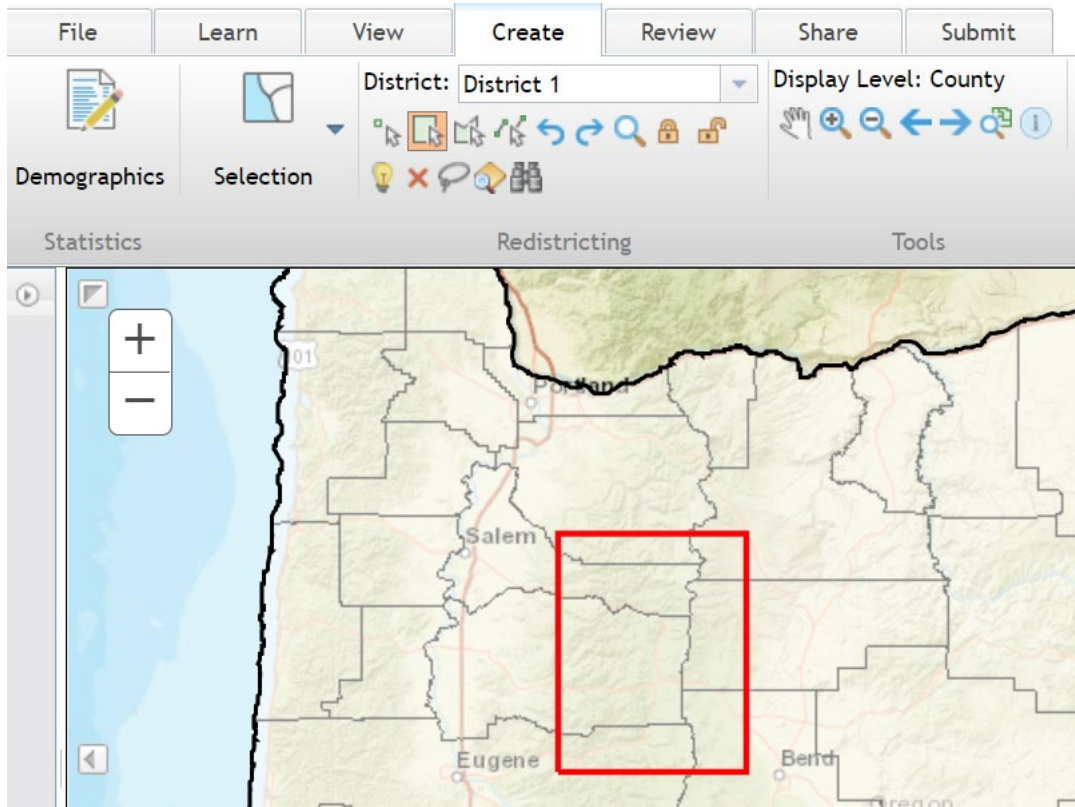 File Learn View Create Review Share Submit
District: District 1
Display Level: County
Demographics
Selection
Statistics
Redistricting
Tools
+
101
Portland
−
Salem
Eugene
Bend
Oregon